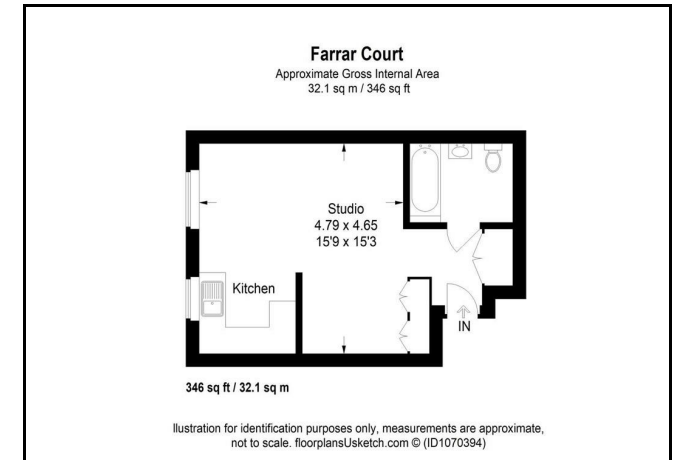 Farrar Court
Approximate Gross Internal Area
32.1 sq m / 346 sq ft
Studio
4.79 x 4.65
15'9 x 15'3
Kitchen
IN
346 sq ft / 32.1 sq m
llustration for identification purposes only, measurements are approximate,
not to scale. floorplansUsketch.com © (ID1070394)